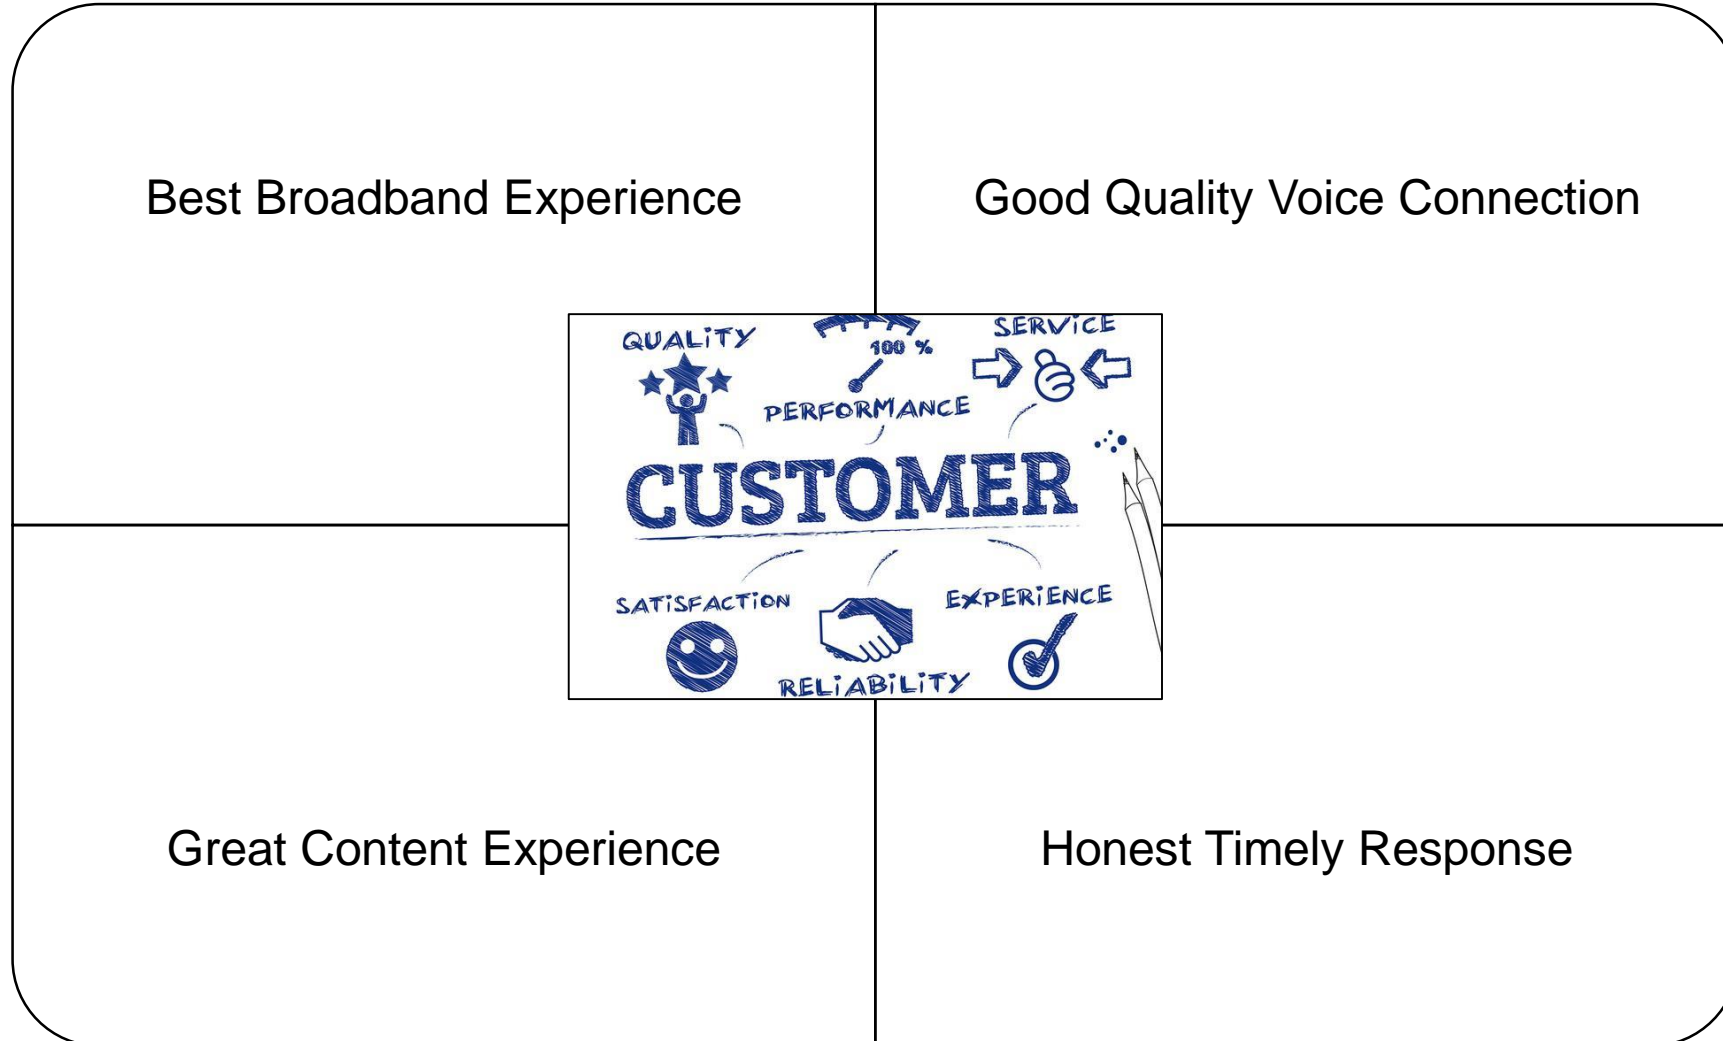 Best Broadband Experience
Good Quality Voice Connection
QUALITY
100 %
SERVICE
PERFORMANCE
CUSTOMER
SATISFACTION
EXPERIENCE
RELIABILITY
Great Content Experience
Honest Timely Response